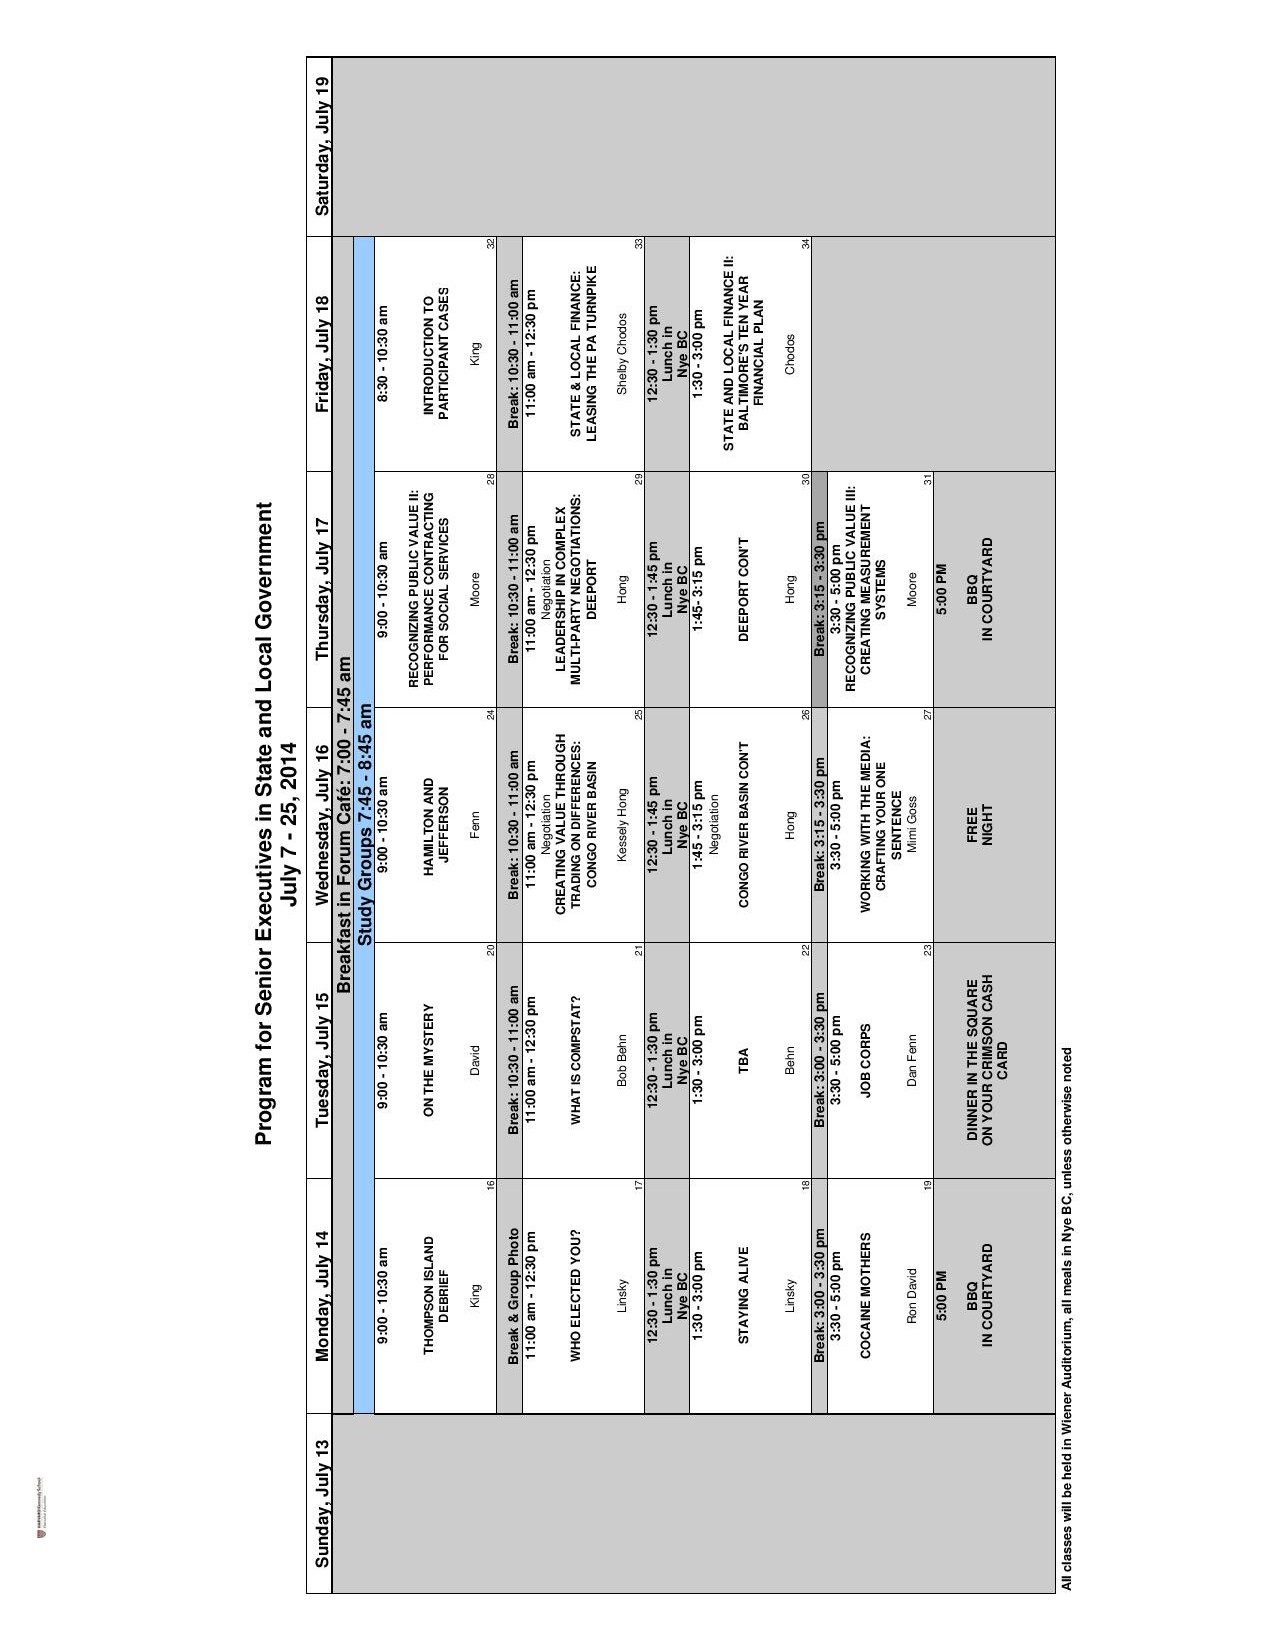 Program for Senior Executives in State and Local Government
July 7 - 25, 2014
Sunday, July 13
Monday, July 14
Tuesday, July 15
Wednesday, July 16
Thursday, July 17
Friday, July 18
Saturday, July 19
Breakfast in Forum Café: 7:00 - 7:45 am
Study Groups 7:45 - 8:45 am
9:00 - 10:30 am
THOMPSON ISLAND
DEBRIEF
King
16
9:00 - 10:30 am
ON THE MYSTERY
David
20
9:00 - 10:30 am
HAMILTON AND
JEFFERSON
Fenn
24
9:00 - 10:30 am
RECOGNIZING PUBLIC VALUE II:
PERFORMANCE CONTRACTING
FOR SOCIAL SERVICES
Moore
28
8:30 - 10:30 am
INTRODUCTION TO
PARTICIPANT CASES
King
32
Break & Group Photo
Break: 10:30 - 11:00 am
Break: 10:30 - 11:00 am
Break: 10:30 - 11:00 am
Break: 10:30 - 11:00 am
11:00 am - 12:30 pm
WHO ELECTED YOU?
Linsky
17
11:00 am - 12:30 pm
WHAT IS COMPSTAT?
Bob Behn
21
11:00 am - 12:30 pm
Negotiation
CREATING VALUE THROUGH
TRADING ON DIFFERENCES:
CONGO RIVER BASIN
Kessely Hong
25
11:00 am - 12:30 pm
Negotiation
LEADERSHIP IN COMPLEX
MULTI-PARTY NEGOTIATIONS:
DEEPORT
Hong
29
11:00 am - 12:30 pm
STATE & LOCAL FINANCE:
LEASING THE PA TURNPIKE
Shelby Chodos
33
12:30 - 1:30 pm
Lunch in
Nye BC
12:30 - 1:30 pm
Lunch in
Nye BC
12:30 - 1:45 pm
Lunch in
Nye BC
12:30 - 1:45 pm
Lunch in
Nye BC
12:30 - 1:30 pm
Lunch in
Nye BC
1:30 - 3:00 pm
STAYING ALIVE
Linsky
18
1:30 - 3:00 pm
TBA
Behn
22
1:45 - 3:15 pm
Negotiation
CONGO RIVER BASIN CON'T
Hong
26
1:45- 3:15 pm
DEEPORT CON'T
Hong
30
1:30 - 3:00 pm
STATE AND LOCAL FINANCE II:
BALTIMORE'S TEN YEAR
FINANCIAL PLAN
Chodos
34
Break: 3:00 - 3:30 pm
Break: 3:00 - 3:30 pm
Break: 3:15 - 3:30 pm
Break: 3:15 - 3:30 pm
3:30 - 5:00 pm
COCAINE MOTHERS
Ron David
19
3:30 - 5:00 pm
JOB CORPS
Dan Fenn
23
3:30 - 5:00 pm
WORKING WITH THE MEDIA:
CRAFTING YOUR ONE
SENTENCE
Mimi Goss
27
3:30 - 5:00 pm
RECOGNIZING PUBLIC VALUE III:
CREATING MEASUREMENT
SYSTEMS
Moore
31
5:00 PM
BBQ
IN COURTYARD
DINNER IN THE SQUARE
ON YOUR CRIMSON CASH
CARD
FREE
NIGHT
5:00 PM
BBQ
IN COURTYARD
All classes will be held in Wiener Auditorium, all meals in Nye BC, unless otherwise noted